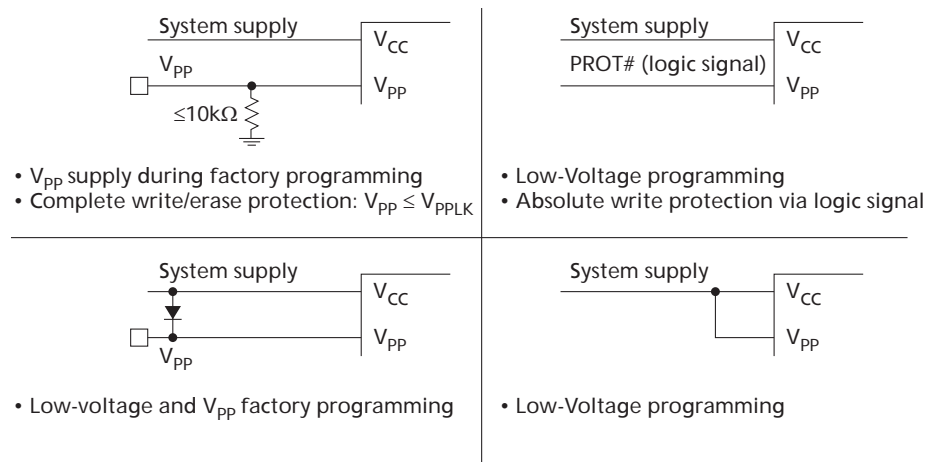 System supply
V_CC
V_PP
V_PP
≤10kΩ
• V_PP supply during factory programming
• Complete write/erase protection: V_PP ≤ V_PPLK
System supply
V_CC
PROT# (logic signal)
V_PP
• Low-Voltage programming
• Absolute write protection via logic signal
System supply
V_CC
V_PP
V_PP
• Low-voltage and V_PP factory programming
System supply
V_CC
V_PP
• Low-Voltage programming